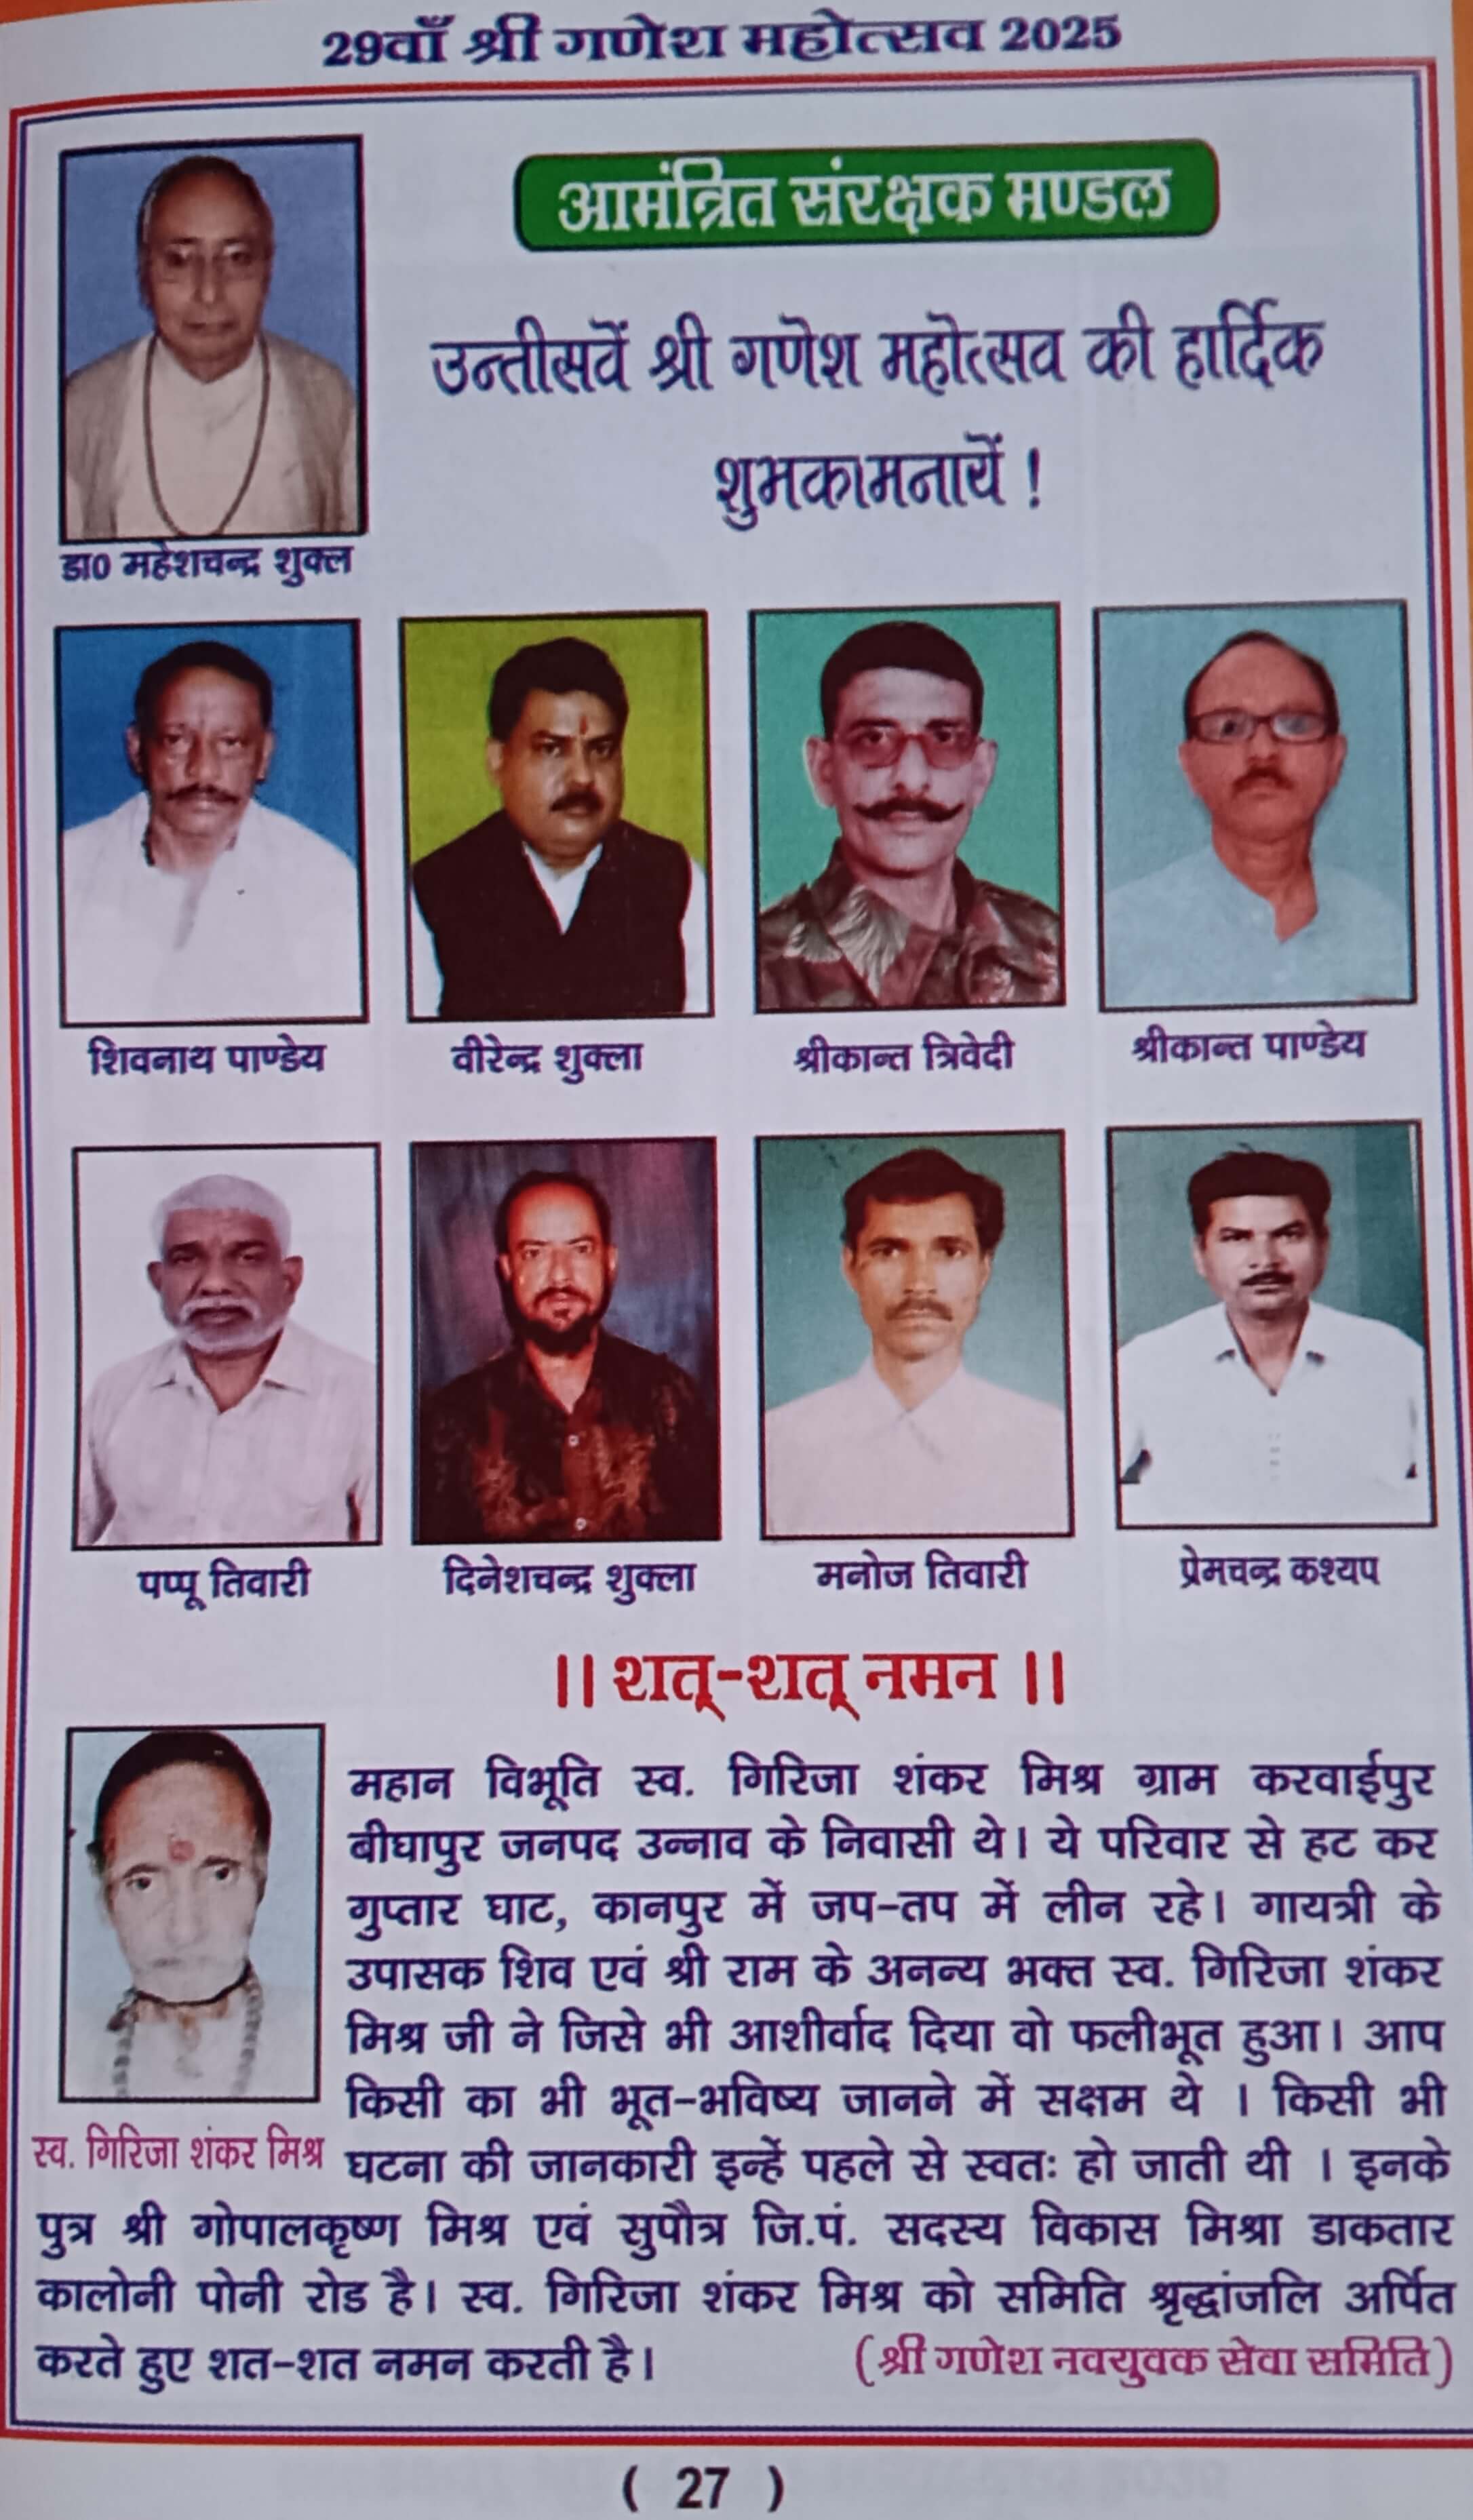 29वाँ श्री गणेश महोत्सव 2025
आमंत्रित संरक्षक मण्डल
उन्तीसवें श्री गणेश महोत्सव की हार्दिक
शुभकामनायें !
डा0 महेशचन्द्र शुक्ल
शिवनाथ पाण्डेय
वीरेन्द्र शुक्ला
श्रीकान्त त्रिवेदी
श्रीकान्त पाण्डेय
पप्पू तिवारी
दिनेशचन्द्र शुक्ला
मनोज तिवारी
प्रेमचन्द्र कश्यप
।। शत्-शत् नमन ।।
महान विभूति स्व. गिरिजा शंकर मिश्र ग्राम करवाईपुर
बीघापुर जनपद उन्नाव के निवासी थे। ये परिवार से हट कर
गुप्तार घाट, कानपुर में जप-तप में लीन रहे। गायत्री के
उपासक शिव एवं श्री राम के अनन्य भक्त स्व. गिरिजा शंकर
मिश्र जी ने जिसे भी आशीर्वाद दिया वो फलीभूत हुआ। आप
किसी का भी भूत-भविष्य जानने में सक्षम थे । किसी भी
स्व. गिरिजा शंकर मिश्र
घटना की जानकारी इन्हें पहले से स्वतः हो जाती थी । इनके
पुत्र श्री गोपालकृष्ण मिश्र एवं सुपौत्र जि.पं. सदस्य विकास मिश्रा डाकतार
कालोनी पोनी रोड है। स्व. गिरिजा शंकर मिश्र को समिति श्रृद्धांजलि अर्पित
करते हुए शत-शत नमन करती है।
(श्री गणेश नवयुवक सेवा समिति)
( 27 )